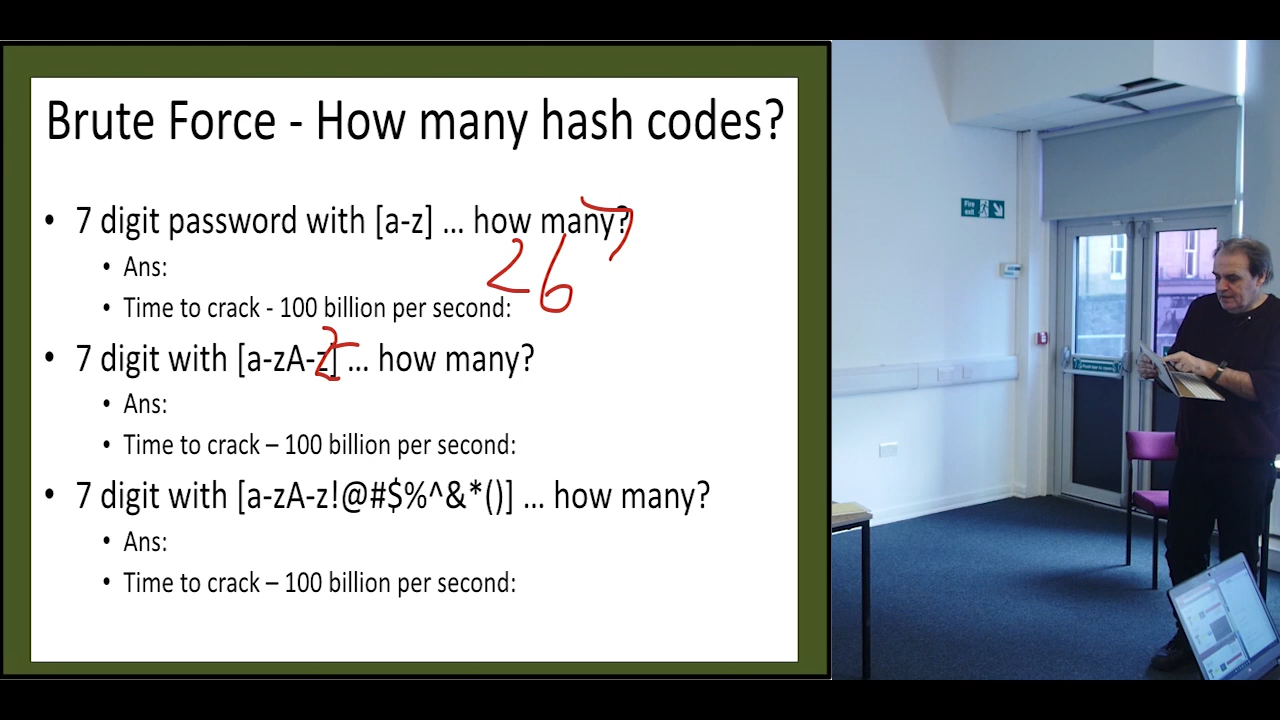 Brute Force - How many hash codes?
• 7 digit password with [a-z] ... how many?
26⁷
• Ans:
• Time to crack - 100 billion per second:
• 7 digit with [a-zA-z] ... how many?
Z
• Ans:
• Time to crack – 100 billion per second:
• 7 digit with [a-zA-z!@#$%^&*()] ... how many?
• Ans:
• Time to crack – 100 billion per second:
Fire
exit